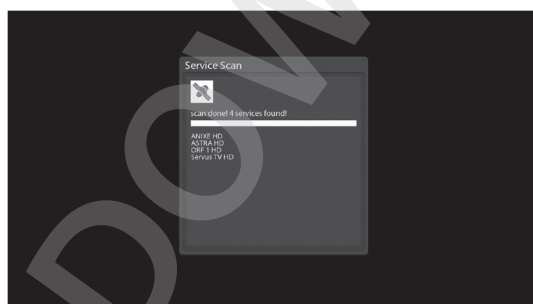 Service Scan
scan done! 4 services found!
ANIXE HD
ASTRA HD
ORF 1 HD
Servus TV HD
DOW